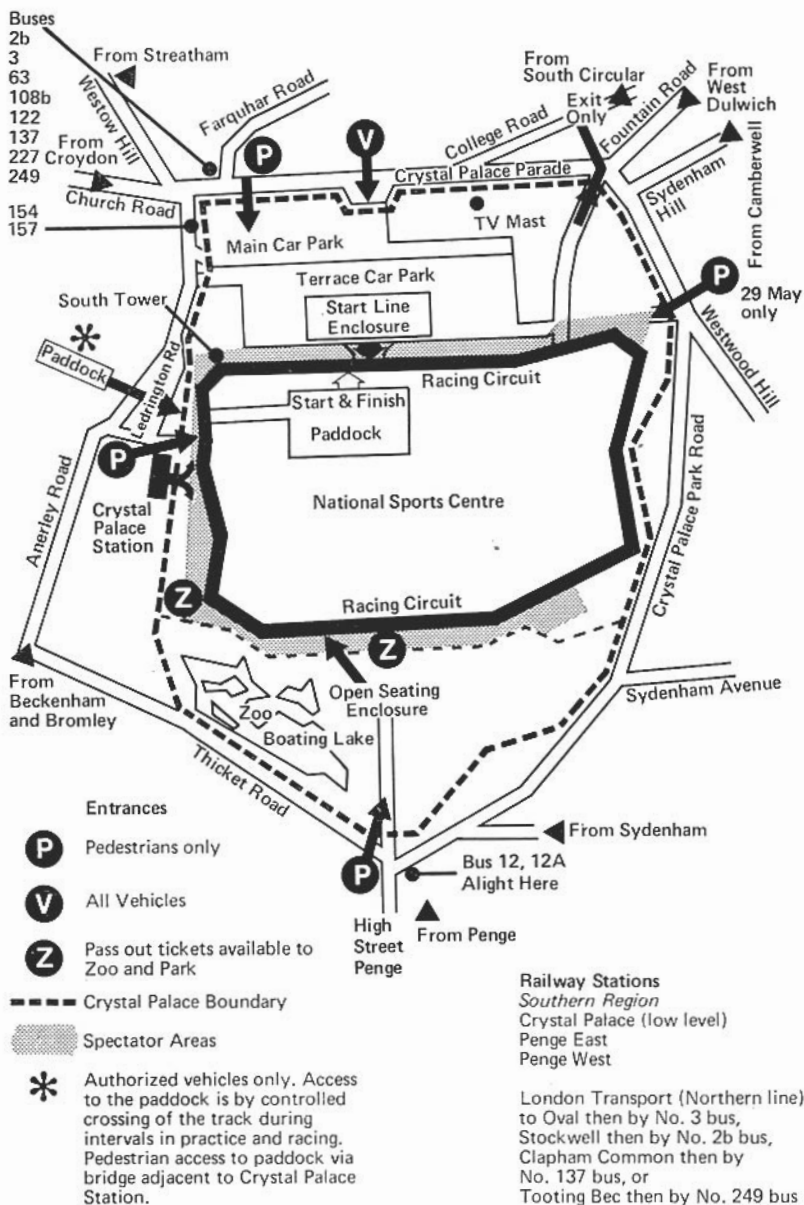 Buses
2b
3
63
108b
122
137
227
249
154
157
From Streatham
Westow Hill
From
Croydon
Church Road
Farquhar Road
P
V
From
South Circular
Exit
Only
College Road
Fountain Road
From
West
Dulwich
Crystal Palace Parade
Sydenham
Hill
From Camberwell
Main Car Park
TV Mast
Terrace Car Park
P
29 May
only
Westwood Hill
South Tower
Start Line
Enclosure
Racing Circuit
Paddock
Ledrington Rd
Start & Finish
Paddock
P
Crystal
Palace
Station
Anerley Road
National Sports Centre
Crystal Palace Park Road
Z
Racing Circuit
Z
From
Beckenham
and Bromley
Open Seating
Enclosure
Sydenham Avenue
Zoo
Boating Lake
Thicket Road
From Sydenham
P
Bus 12, 12A
Alight Here
High
Street
Penge
From Penge
Entrances
P Pedestrians only
V All Vehicles
Z Pass out tickets available to
Zoo and Park
Crystal Palace Boundary
Spectator Areas
Authorized vehicles only. Access
to the paddock is by controlled
crossing of the track during
intervals in practice and racing.
Pedestrian access to paddock via
bridge adjacent to Crystal Palace
Station.
Railway Stations
Southern Region
Crystal Palace (low level)
Penge East
Penge West
London Transport (Northern line)
to Oval then by No. 3 bus,
Stockwell then by No. 2b bus,
Clapham Common then by
No. 137 bus, or
Tooting Bec then by No. 249 bus